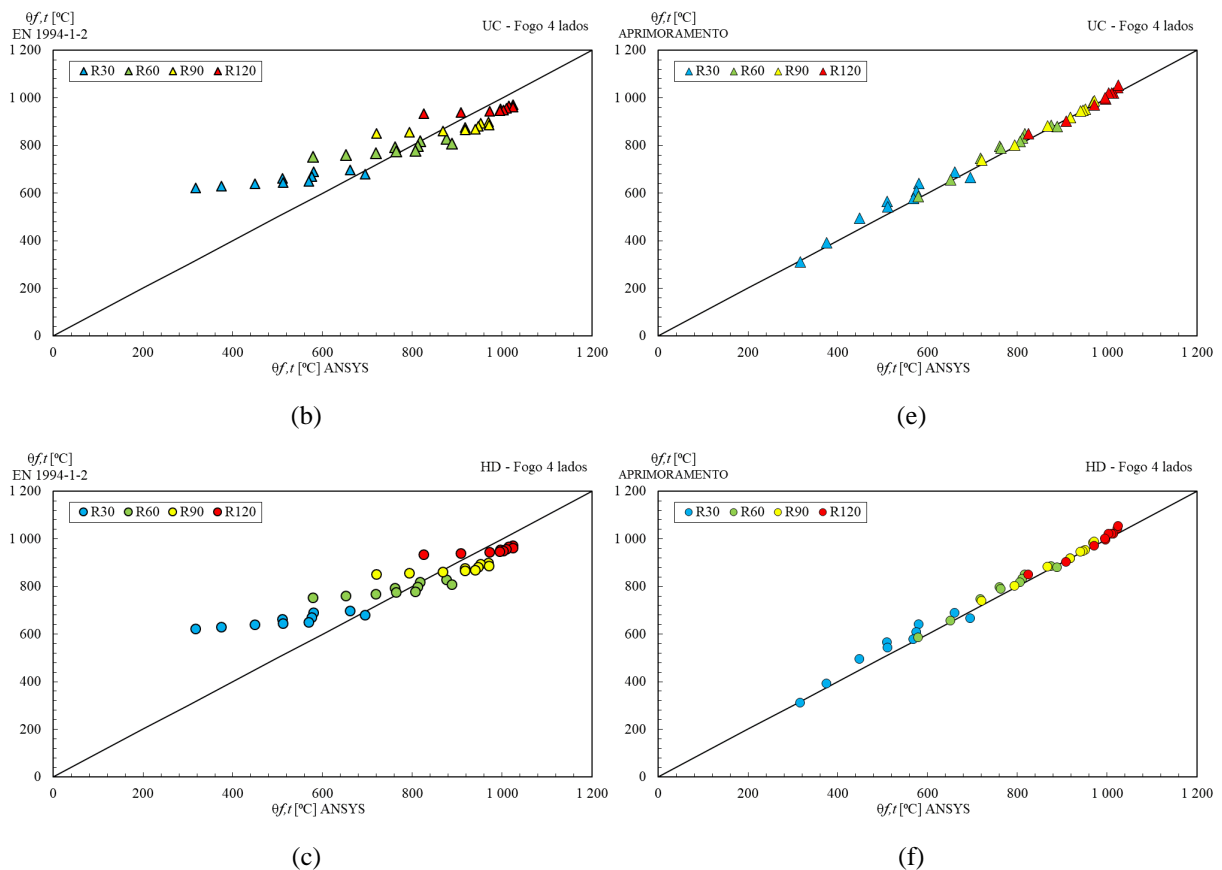 θf,t [ºC]
EN 1994-1-2
UC - Fogo 4 lados
R30 R60 R90 R120
1 200
1 000
800
600
400
200
0
0 200 400 600 800 1 000 1 200
θf,t [ºC] ANSYS
(b)
θf,t [ºC]
APRIMORAMENTO
UC - Fogo 4 lados
R30 R60 R90 R120
1 200
1 000
800
600
400
200
0
0 200 400 600 800 1 000 1 200
θf,t [ºC] ANSYS
(e)
θf,t [ºC]
EN 1994-1-2
HD - Fogo 4 lados
R30 R60 R90 R120
1 200
1 000
800
600
400
200
0
0 200 400 600 800 1 000 1 200
θf,t [ºC] ANSYS
(c)
θf,t [ºC]
APRIMORAMENTO
HD - Fogo 4 lados
R30 R60 R90 R120
1 200
1 000
800
600
400
200
0
0 200 400 600 800 1 000 1 200
θf,t [ºC] ANSYS
(f)